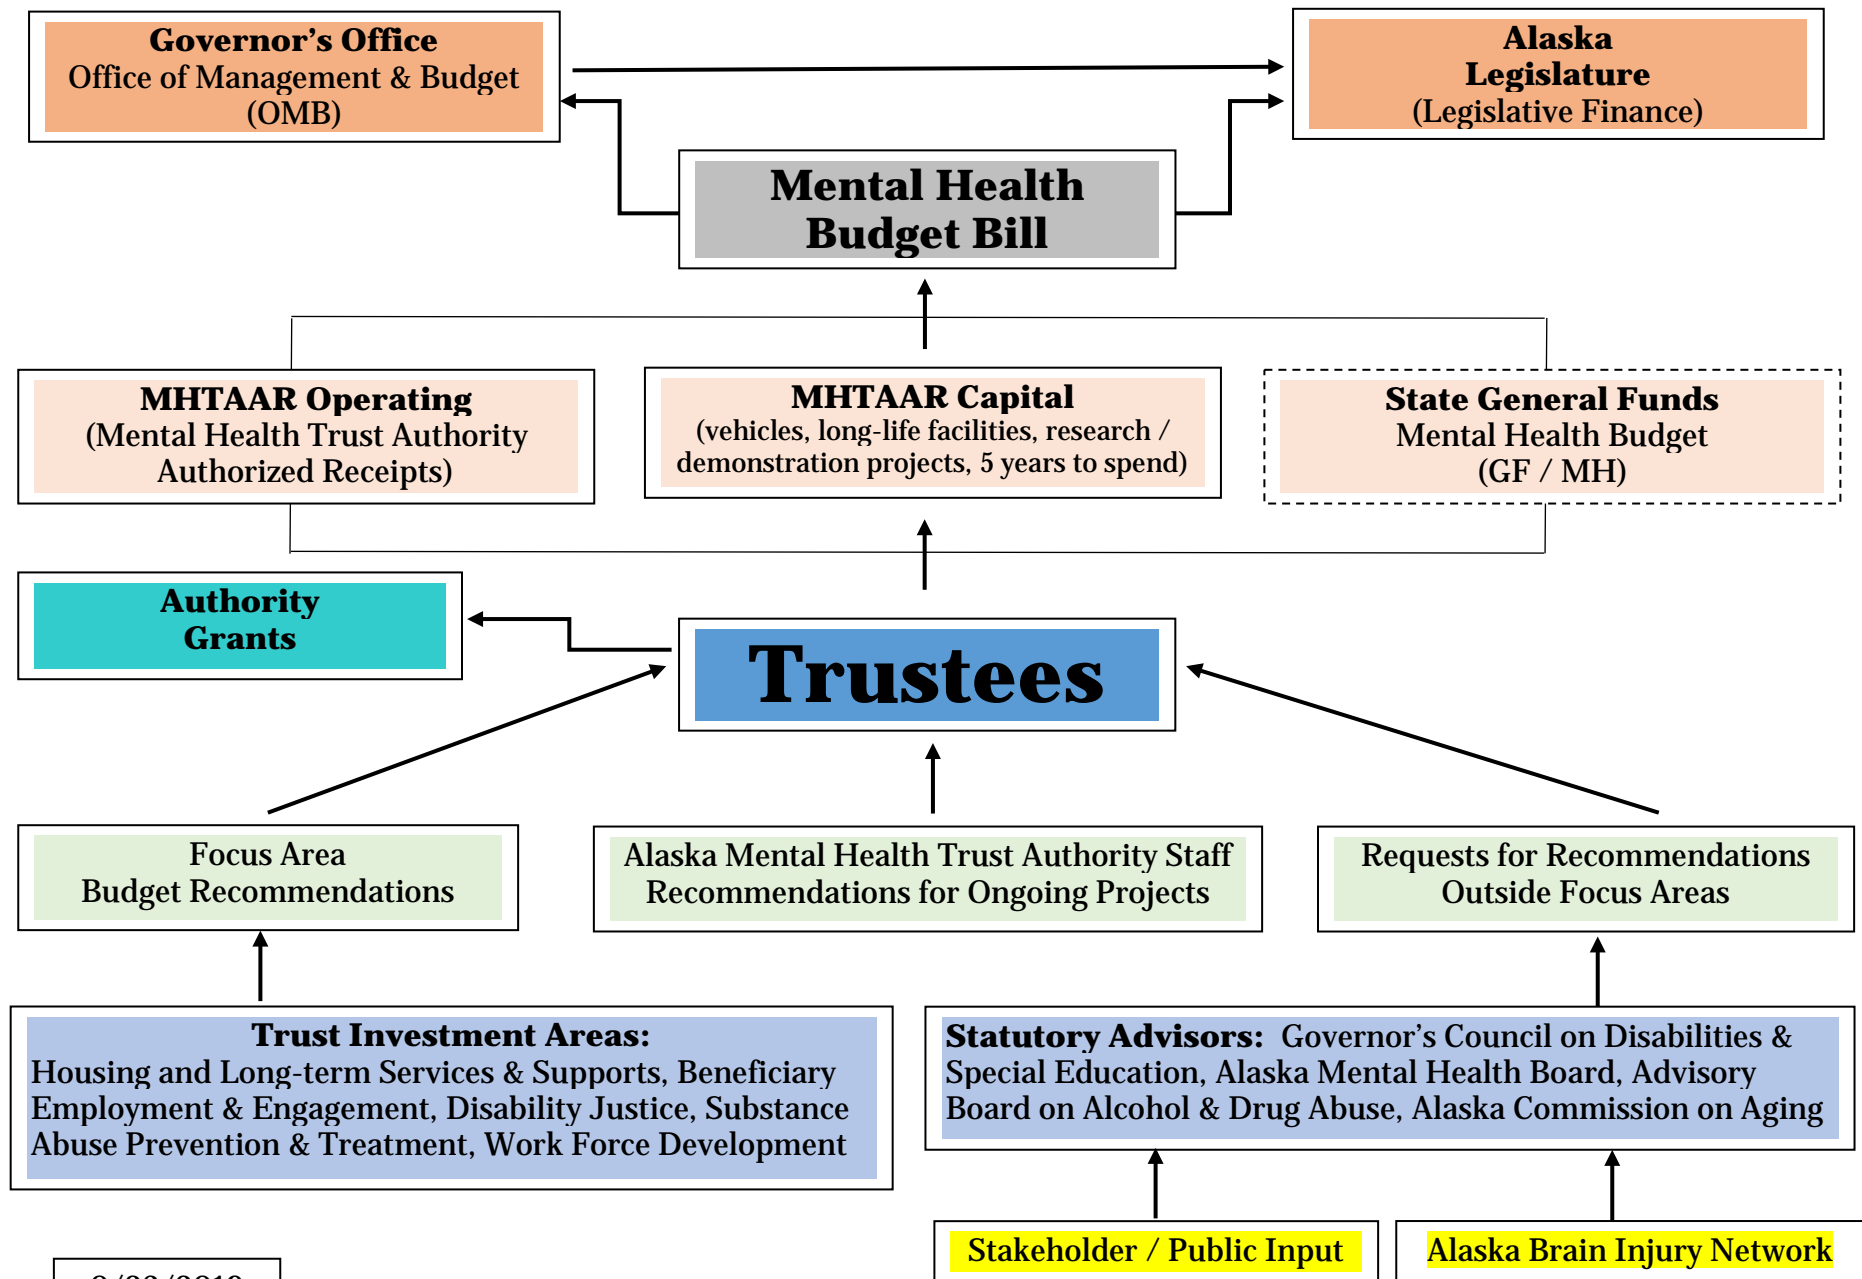 Governor's Office
Office of Management & Budget
(OMB)
Alaska
Legislature
(Legislative Finance)
Mental Health
Budget Bill
MHTAAR Operating
(Mental Health Trust Authority
Authorized Receipts)
MHTAAR Capital
(vehicles, long-life facilities, research /
demonstration projects, 5 years to spend)
State General Funds
Mental Health Budget
(GF / MH)
Authority
Grants
Trustees
Focus Area
Budget Recommendations
Alaska Mental Health Trust Authority Staff
Recommendations for Ongoing Projects
Requests for Recommendations
Outside Focus Areas
Trust Investment Areas:
Housing and Long-term Services & Supports, Beneficiary
Employment & Engagement, Disability Justice, Substance
Abuse Prevention & Treatment, Work Force Development
Statutory Advisors: Governor's Council on Disabilities &
Special Education, Alaska Mental Health Board, Advisory
Board on Alcohol & Drug Abuse, Alaska Commission on Aging
Stakeholder / Public Input
Alaska Brain Injury Network